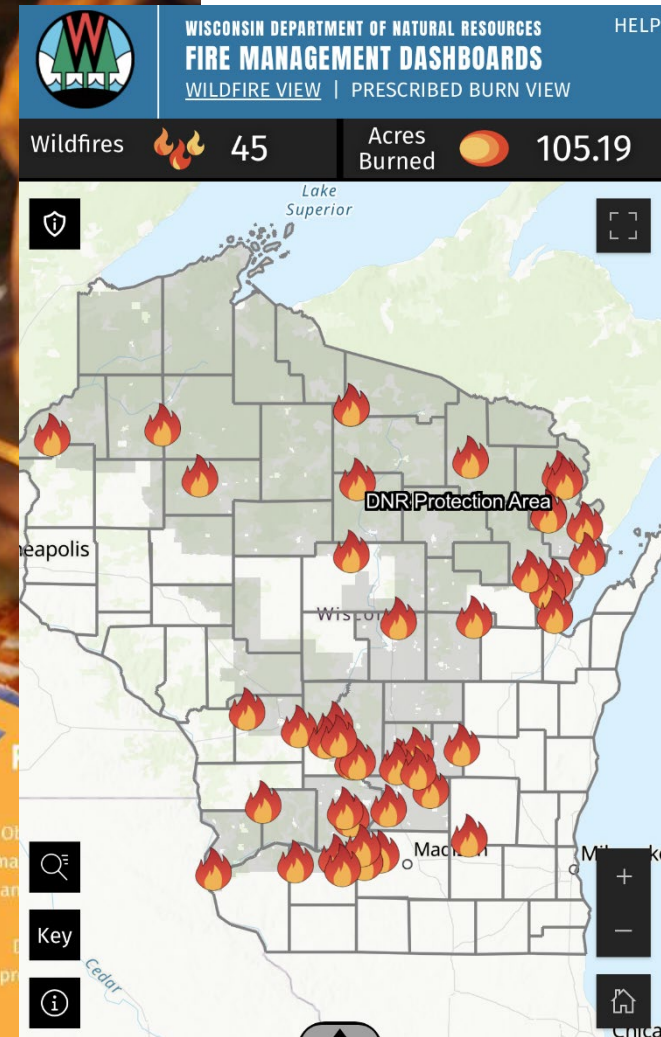 W
WISCONSIN DEPARTMENT OF NATURAL RESOURCES
HELP
FIRE MANAGEMENT DASHBOARDS
WILDFIRE VIEW | PRESCRIBED BURN VIEW
Wildfires 45
Acres
Burned 105.19
Lake
Superior
DNR Protection Area
eapolis
Madison
Key
Cedar